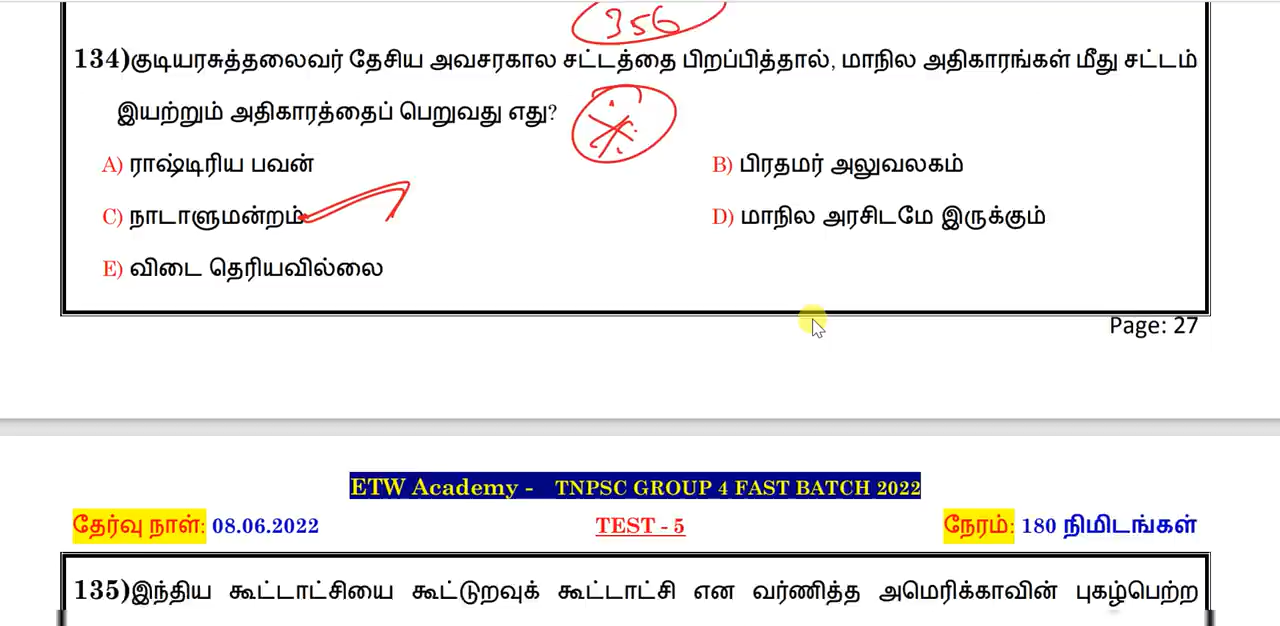 356
134)குடியரசுத்தலைவர் தேசிய அவசரகால சட்டத்தை பிறப்பித்தால், மாநில அதிகாரங்கள் மீது சட்டம்
இயற்றும் அதிகாரத்தைப் பெறுவது எது?
A) ராஷ்டிரிய பவன்
B) பிரதமர் அலுவலகம்
C) நாடாளுமன்றம்
D) மாநில அரசிடமே இருக்கும்
E) விடை தெரியவில்லை
Page: 27
ETW Academy - TNPSC GROUP 4 FAST BATCH 2022
தேர்வு நாள்: 08.06.2022 TEST - 5 நேரம்: 180 நிமிடங்கள்
135)இந்திய கூட்டாட்சியை கூட்டுறவுக் கூட்டாட்சி என வர்ணித்த அமெரிக்காவின் புகழ்பெற்ற